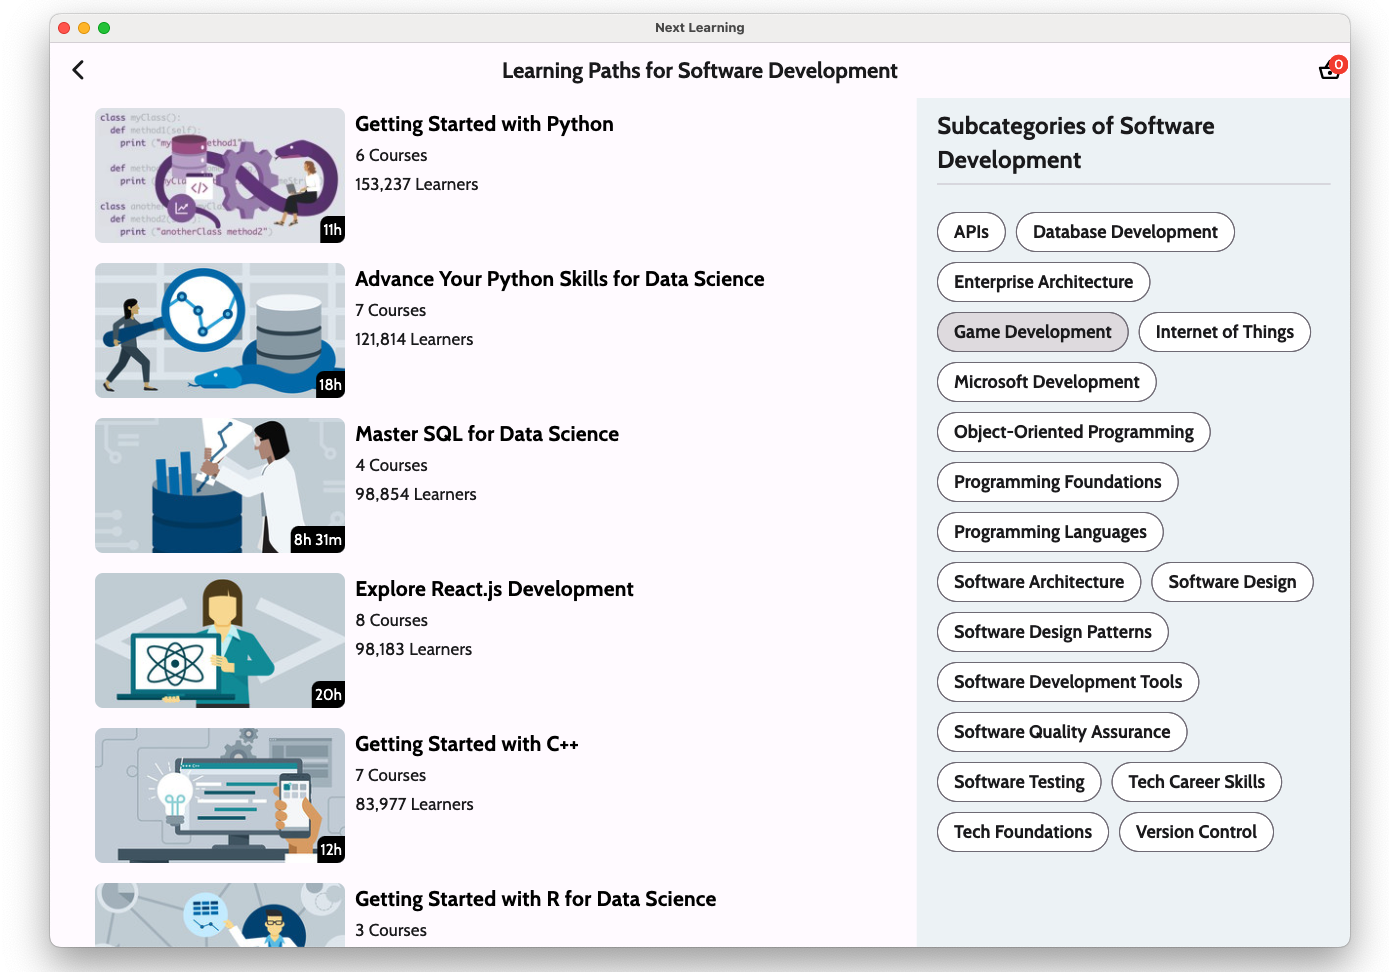 Next Learning
Learning Paths for Software Development
0
class myClass():
def method1(self):
print
def
print
class
def
print ("anotherClass method2")
11h
Getting Started with Python
6 Courses
153,237 Learners
18h
Advance Your Python Skills for Data Science
7 Courses
121,814 Learners
8h 31m
Master SQL for Data Science
4 Courses
98,854 Learners
20h
Explore React.js Development
8 Courses
98,183 Learners
12h
Getting Started with C++
7 Courses
83,977 Learners
Getting Started with R for Data Science
3 Courses
Subcategories of Software
Development
APIs
Database Development
Enterprise Architecture
Game Development
Internet of Things
Microsoft Development
Object-Oriented Programming
Programming Foundations
Programming Languages
Software Architecture
Software Design
Software Design Patterns
Software Development Tools
Software Quality Assurance
Software Testing
Tech Career Skills
Tech Foundations
Version Control